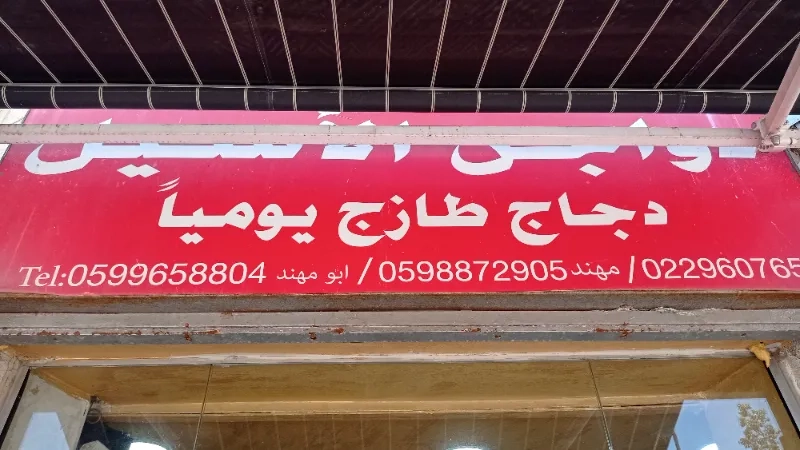 دجاج طازج يومياً
Tel:0599658804 ابو مهند / 0598872905 مهند / 022960765